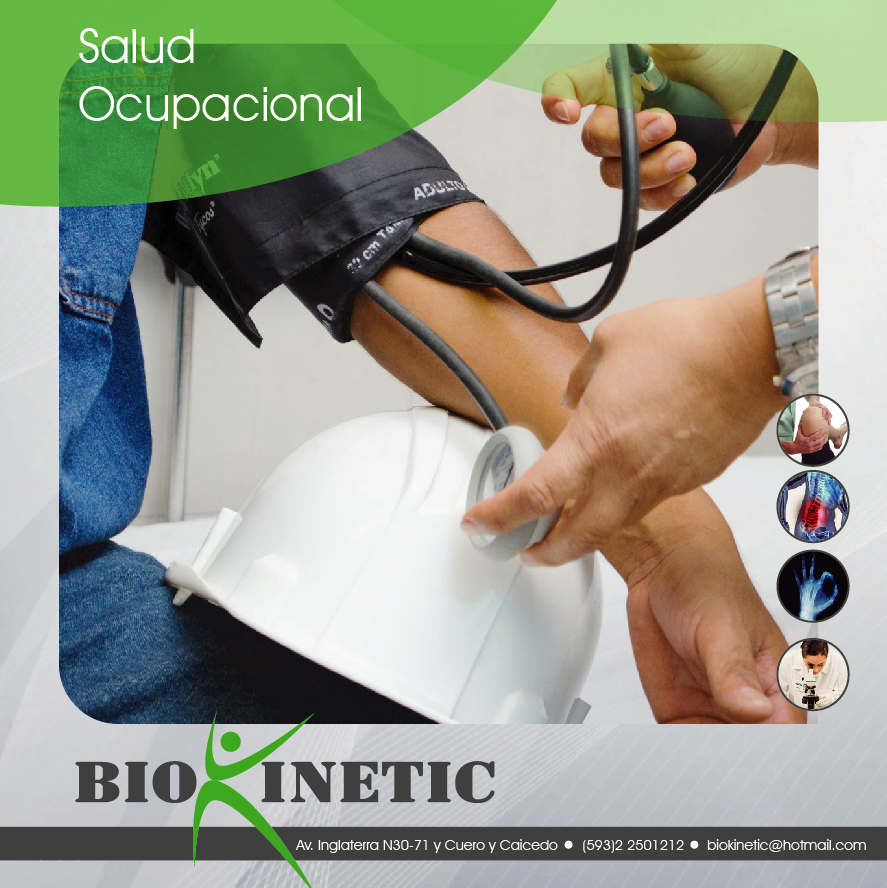 Salud
Ocupacional
ADULTO
BIOKINETIC
Av. Inglaterra N30-71 y Cuero y Caicedo ● (593)2 2501212 ● biokinetic@hotmail.com